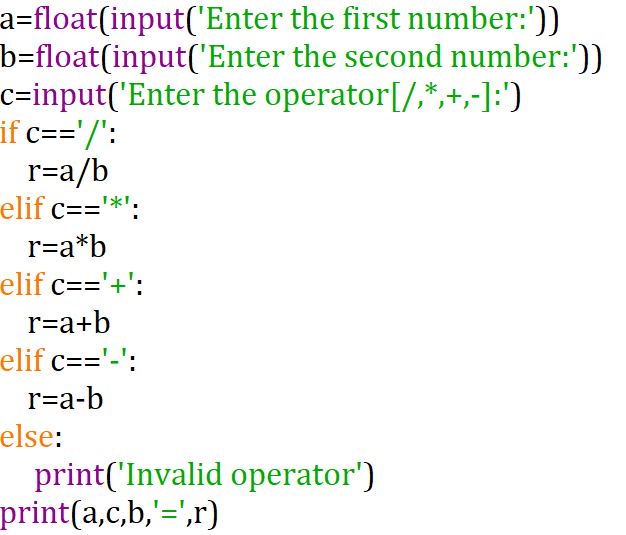 a=float(input('Enter the first number:'))
b=float(input('Enter the second number:'))
c=input('Enter the operator[/,*,+,-]:')
if c=='/':
    r=a/b
elif c=='*':
    r=a*b
elif c=='+':
    r=a+b
elif c=='-':
    r=a-b
else:
    print('Invalid operator')
print(a,c,b,'=',r)